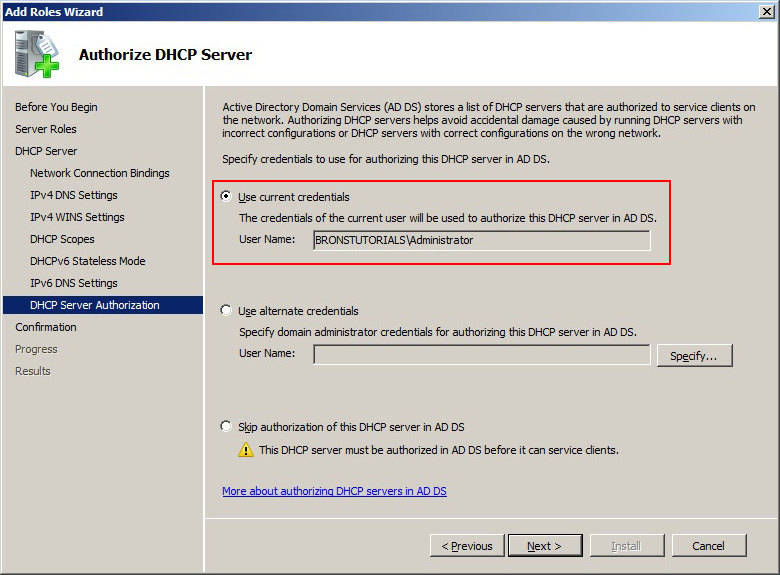 Add Roles Wizard
Authorize DHCP Server
Before You Begin
Server Roles
DHCP Server
Network Connection Bindings
IPv4 DNS Settings
IPv4 WINS Settings
DHCP Scopes
DHCPv6 Stateless Mode
IPv6 DNS Settings
DHCP Server Authorization
Confirmation
Progress
Results
Active Directory Domain Services (AD DS) stores a list of DHCP servers that are authorized to service clients on
the network. Authorizing DHCP servers helps avoid accidental damage caused by running DHCP servers with
incorrect configurations or DHCP servers with correct configurations on the wrong network.
Specify credentials to use for authorizing this DHCP server in AD DS.
Use current credentials
The credentials of the current user will be used to authorize this DHCP server in AD DS.
User Name: BRONSTUTORIALS\Administrator
Use alternate credentials
Specify domain administrator credentials for authorizing this DHCP server in AD DS.
User Name:
Specify...
Skip authorization of this DHCP server in AD DS
This DHCP server must be authorized in AD DS before it can service clients.
More about authorizing DHCP servers in AD DS
< Previous
Next >
Install
Cancel